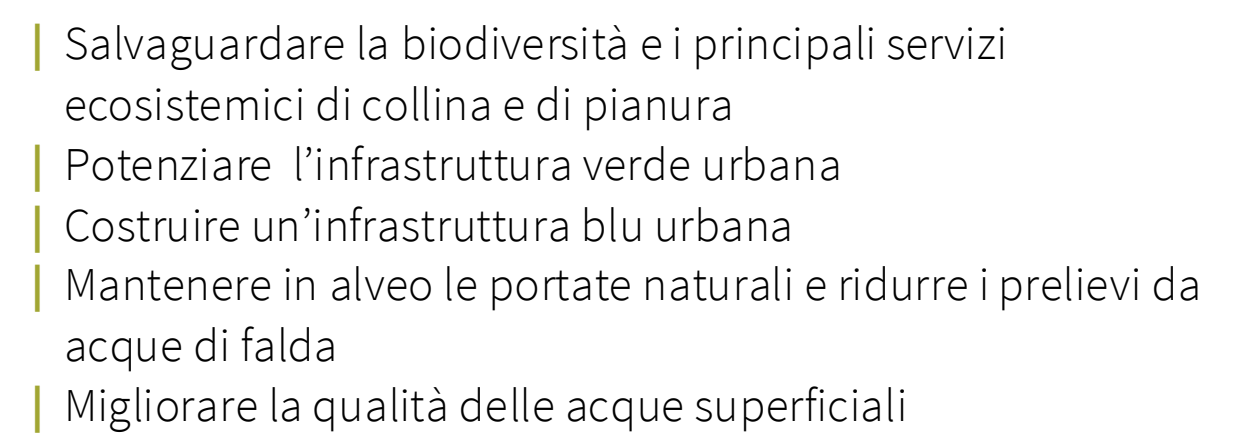 Salvaguardare la biodiversità e i principali servizi
ecosistemici di collina e di pianura
Potenziare l’infrastruttura verde urbana
Costruire un’infrastruttura blu urbana
Mantenere in alveo le portate naturali e ridurre i prelievi da
acque di falda
Migliorare la qualità delle acque superficiali